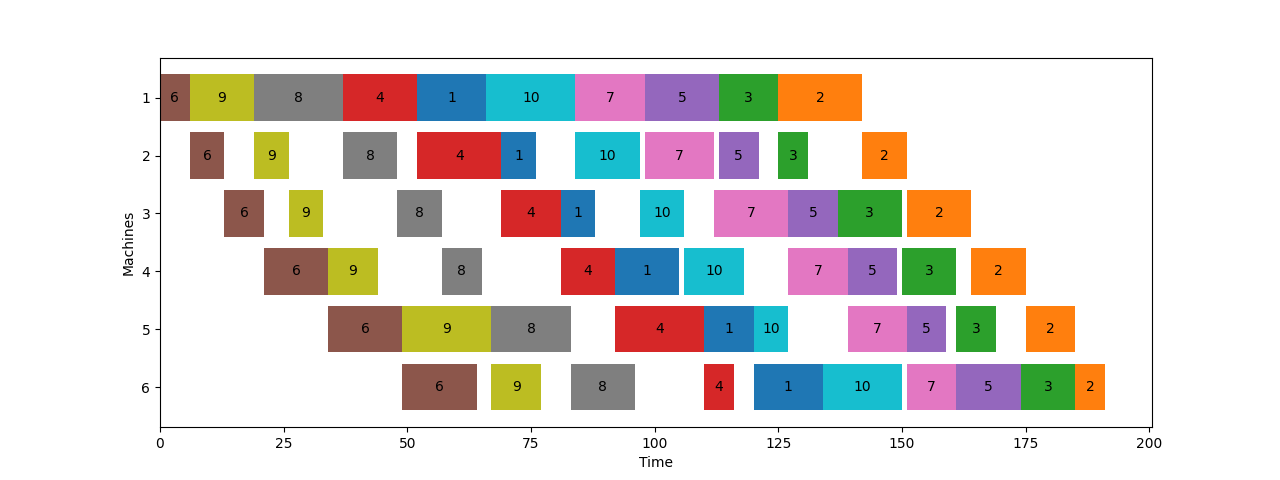 1 6 9 8 4 1 10 7 5 3 2
2 6 9 8 4 1 10 7 5 3 2
3 6 9 8 4 1 10 7 5 3 2
4 6 9 8 4 1 10 7 5 3 2
5 6 9 8 4 1 10 7 5 3 2
6 6 9 8 4 1 10 7 5 3 2
Machines
0 25 50 75 100 125 150 175 200
Time